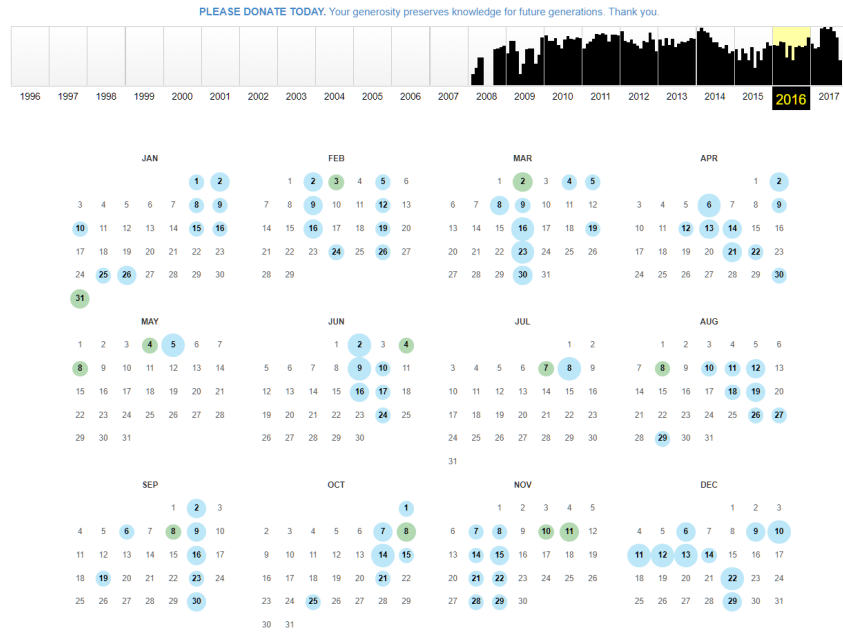 PLEASE DONATE TODAY. Your generosity preserves knowledge for future generations. Thank you.
1996 1997 1998 1999 2000 2001 2002 2003 2004 2005 2006 2007 2008 2009 2010 2011 2012 2013 2014 2015 2016 2017
JAN FEB MAR APR
1 2 1 2 3 4 5 6 1 2 3 4 5 1 2
3 4 5 6 7 8 9 7 8 9 10 11 12 13 6 7 8 9 10 11 12 3 4 5 6 7 8 9
10 11 12 13 14 15 16 14 15 16 17 18 19 20 13 14 15 16 17 18 19 10 11 12 13 14 15 16
17 18 19 20 21 22 23 21 22 23 24 25 26 27 20 21 22 23 24 25 26 17 18 19 20 21 22 23
24 25 26 27 28 29 30 28 29 27 28 29 30 31 24 25 26 27 28 29 30
31
MAY JUN JUL AUG
1 2 3 4 5 6 7 1 2 3 4 1 2 1 2 3 4 5 6
8 9 10 11 12 13 14 5 6 7 8 9 10 11 3 4 5 6 7 8 9 7 8 9 10 11 12 13
15 16 17 18 19 20 21 12 13 14 15 16 17 18 10 11 12 13 14 15 16 14 15 16 17 18 19 20
22 23 24 25 26 27 28 19 20 21 22 23 24 25 17 18 19 20 21 22 23 21 22 23 24 25 26 27
29 30 31 26 27 28 29 30 24 25 26 27 28 29 30 28 29 30 31
31
SEP OCT NOV DEC
1 2 3 1 1 2 3 4 5 1 2 3
4 5 6 7 8 9 10 2 3 4 5 6 7 8 6 7 8 9 10 11 12 4 5 6 7 8 9 10
11 12 13 14 15 16 17 9 10 11 12 13 14 15 13 14 15 16 17 18 19 11 12 13 14 15 16 17
18 19 20 21 22 23 24 16 17 18 19 20 21 22 20 21 22 23 24 25 26 18 19 20 21 22 23 24
25 26 27 28 29 30 23 24 25 26 27 28 29 27 28 29 30 25 26 27 28 29 30 31
30 31